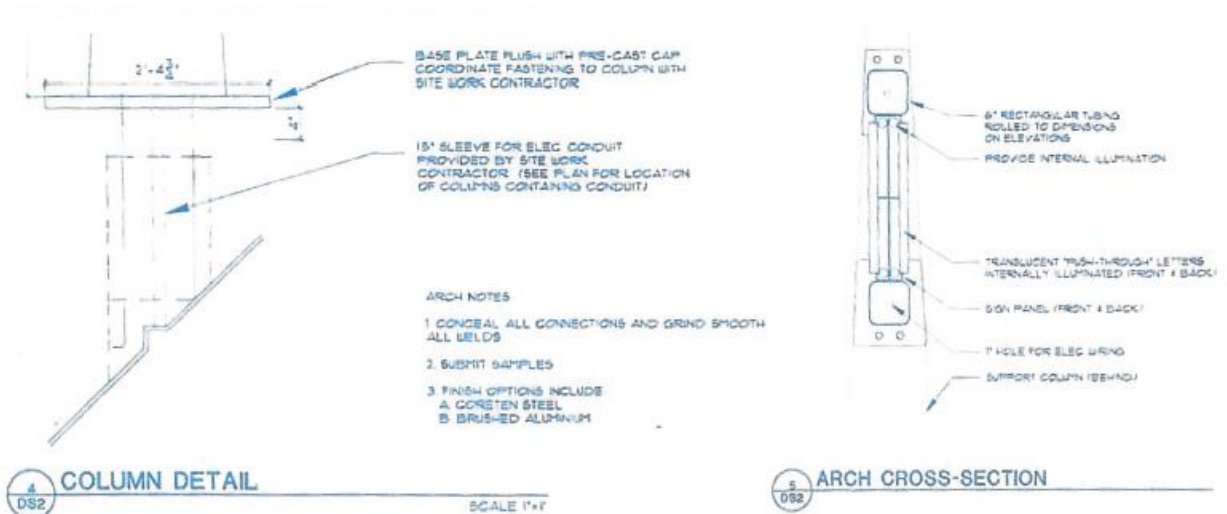 2'-4 3/4"
BASE PLATE FLUSH WITH PRE-CAST CAP
COORDINATE FASTENING TO COLUMN WITH
SITE WORK CONTRACTOR
SLEEVE FOR ELEC CONDUIT
PROVIDED BY SITE WORK
CONTRACTOR (SEE PLAN FOR LOCATION
OF COLUMNS CONTAINING CONDUIT)
ARCH NOTES
1 CONCEAL ALL CONNECTIONS AND GRIND SMOOTH
ALL WELDS
2. SUBMIT SAMPLES
3. FINISH OPTIONS INCLUDE
A. CORETEN STEEL
B. BRUSHED ALUMINIUM
4
DS2
COLUMN DETAIL
SCALE 1"=1'
6" RECTANGULAR TUBING
ROLLED TO DIMENSIONS
ON ELEVATIONS
PROVIDE INTERNAL ILLUMINATION
TRANSLUCENT "PUSH-THROUGH" LETTERS
INTERNALLY ILLUMINATED (FRONT & BACK)
SIGN PANEL (FRONT & BACK)
1" HOLE FOR ELEC WIRING
SUPPORT COLUMN (BEHIND)
5
DS2
ARCH CROSS-SECTION